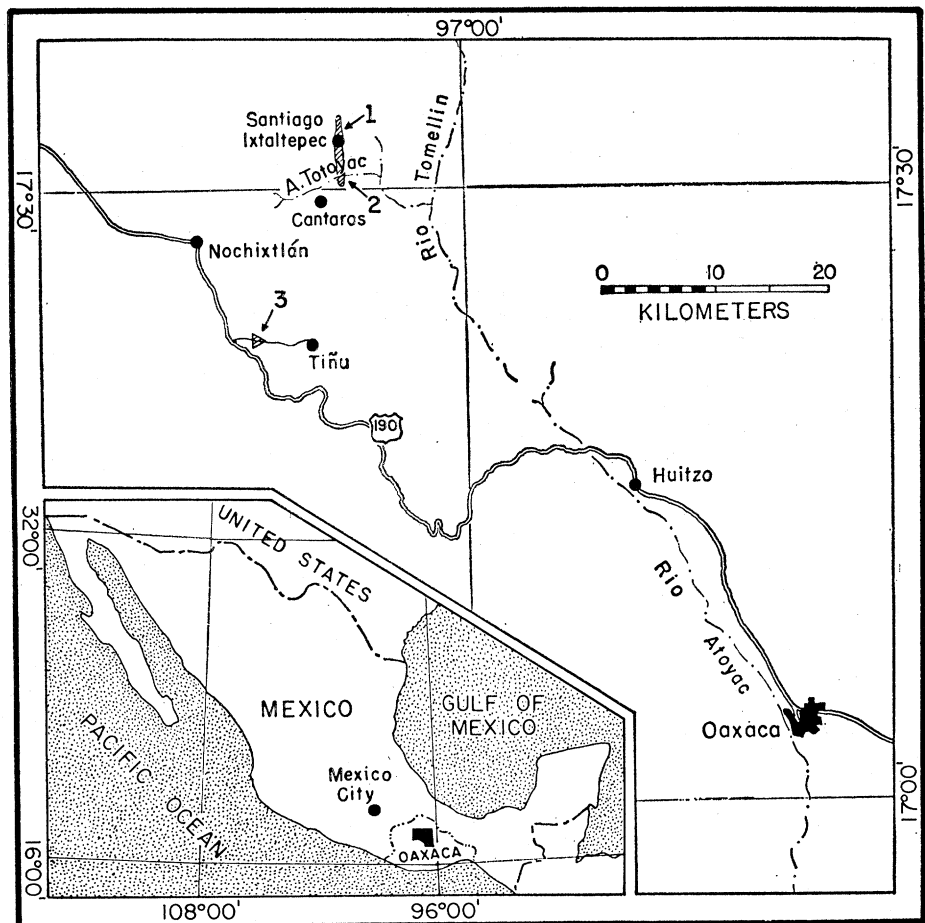 97°00'
Santiago
Ixtaltepec
1
A. Totoyac
2
Cantaros
Rio Tomellin
17°30'
17°30'
Nochixtlán
0 10 20
KILOMETERS
3
Tiñu
190
Huitzo
Rio Atoyac
Oaxaca
17°00'
32°00'
UNITED STATES
MEXICO
GULF OF
MEXICO
PACIFIC OCEAN
Mexico
City
OAXACA
16°00'
108°00'
96°00'